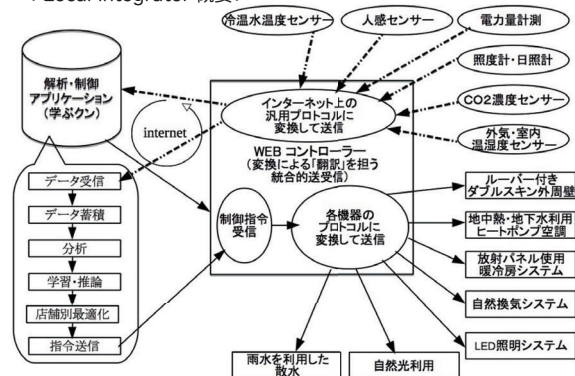 <Local Integrator 概要>
冷温水温度センサー
人感センサー
電力量計測
照度計・日照計
CO2濃度センサー
外気・室内
温湿度センサー
解析・制御
アプリケーション
(学ぶクン)
internet
インターネット上の
汎用プロトコルに
変換して送信
WEB コントローラー
(変換による「翻訳」を担う
統合的送受信)
制御指令
受信
各機器の
プロトコルに
変換して送信
データ受信
データ蓄積
分析
学習・推論
店舗別最適化
指令送信
ルーバー付き
ダブルスキン外周壁
地中熱・地下水利用
ヒートポンプ空調
放射パネル使用
暖冷房システム
自然換気システム
LED照明システム
雨水を利用した
散水
自然光利用